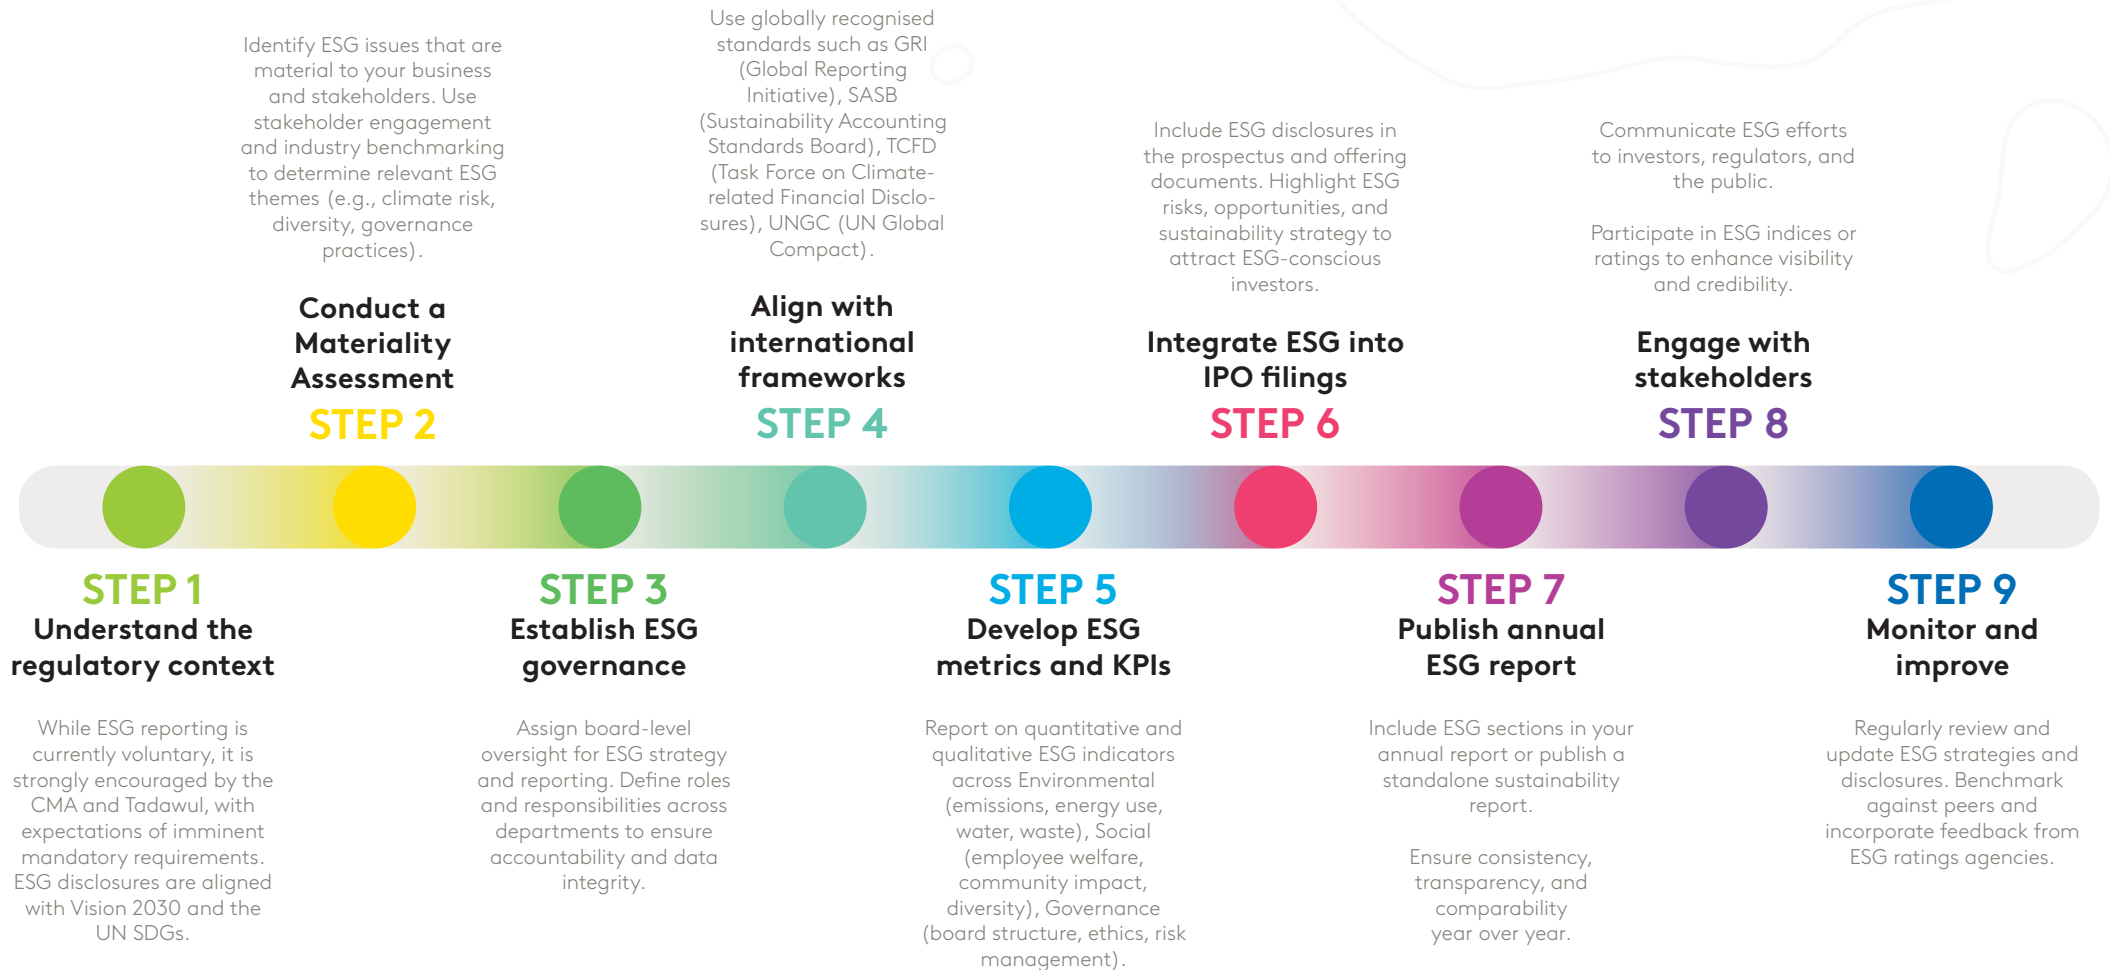 STEP 1
Understand the
regulatory context
While ESG reporting is
currently voluntary, it is
strongly encouraged by the
CMA and Tadawul, with
expectations of imminent
mandatory requirements.
ESG disclosures are aligned
with Vision 2030 and the
UN SDGs.
Identify ESG issues that are
material to your business
and stakeholders. Use
stakeholder engagement
and industry benchmarking
to determine relevant ESG
themes (e.g., climate risk,
diversity, governance
practices).
Conduct a
Materiality
Assessment
STEP 2
STEP 3
Establish ESG
governance
Assign board-level
oversight for ESG strategy
and reporting. Define roles
and responsibilities across
departments to ensure
accountability and data
integrity.
Use globally recognised
standards such as GRI
(Global Reporting
Initiative), SASB
(Sustainability Accounting
Standards Board), TCFD
(Task Force on Climate-
related Financial Disclo-
sures), UNGC (UN Global
Compact).
Align with
international
frameworks
STEP 4
STEP 5
Develop ESG
metrics and KPIs
Report on quantitative and
qualitative ESG indicators
across Environmental
(emissions, energy use,
water, waste), Social
(employee welfare,
community impact,
diversity), Governance
(board structure, ethics, risk
management).
Include ESG disclosures in
the prospectus and offering
documents. Highlight ESG
risks, opportunities, and
sustainability strategy to
attract ESG-conscious
investors.
Integrate ESG into
IPO filings
STEP 6
STEP 7
Publish annual
ESG report
Include ESG sections in your
annual report or publish a
standalone sustainability
report.
Ensure consistency,
transparency, and
comparability
year over year.
Communicate ESG efforts
to investors, regulators, and
the public.
Participate in ESG indices or
ratings to enhance visibility
and credibility.
Engage with
stakeholders
STEP 8
STEP 9
Monitor and
improve
Regularly review and
update ESG strategies and
disclosures. Benchmark
against peers and
incorporate feedback from
ESG ratings agencies.